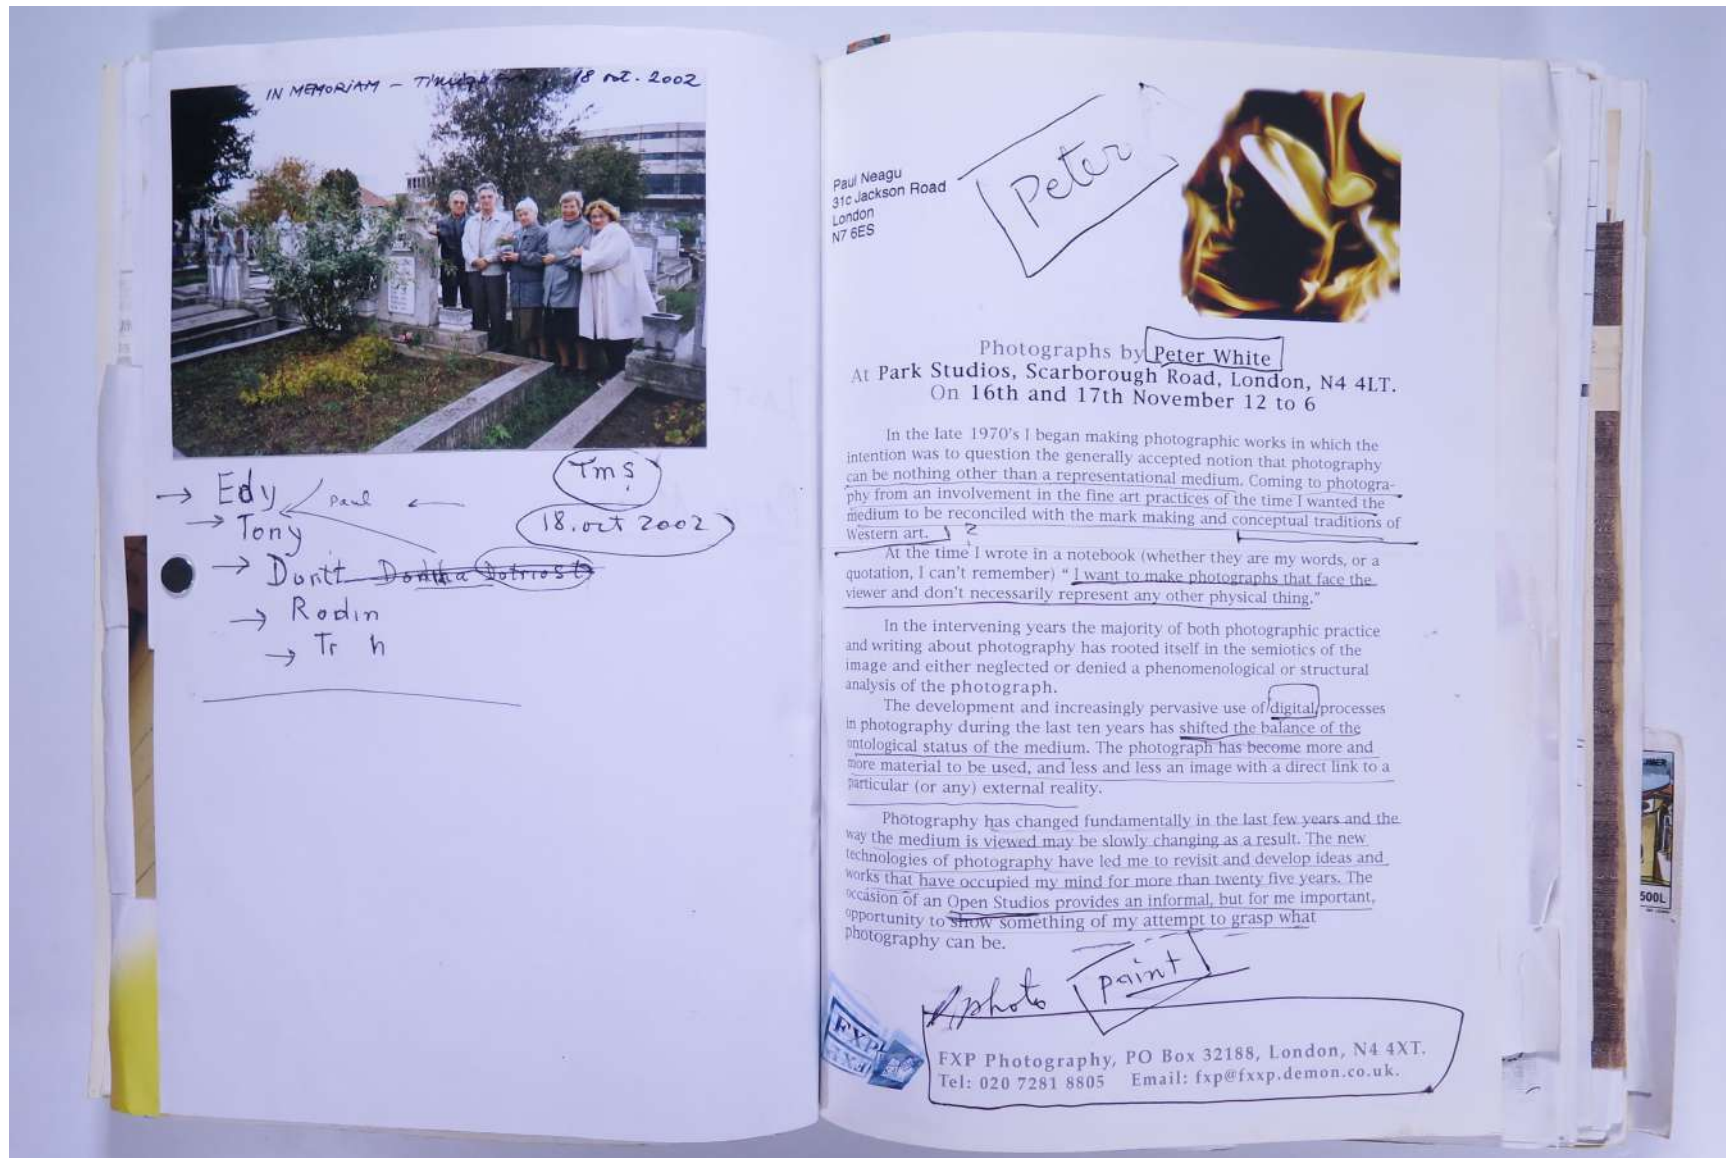 IN MEMORIAM - 18 oct. 2002
Tms
Edy
Paul
Tony
18. oct 2002
Dontt
Rodin
Tr h
Peter
Paul Neagu
31c Jackson Road
London
N7 6ES
Photographs by Peter White
At Park Studios, Scarborough Road, London, N4 4LT.
On 16th and 17th November 12 to 6
In the late 1970's I began making photographic works in which the
intention was to question the generally accepted notion that photography
can be nothing other than a representational medium. Coming to photogra-
phy from an involvement in the fine art practices of the time I wanted the
medium to be reconciled with the mark making and conceptual traditions of
Western art. 1 2
At the time I wrote in a notebook (whether they are my words, or a
quotation, I can't remember) " I want to make photographs that face the
viewer and don't necessarily represent any other physical thing."
In the intervening years the majority of both photographic practice
and writing about photography has rooted itself in the semiotics of the
image and either neglected or denied a phenomenological or structural
analysis of the photograph.
The development and increasingly pervasive use of digital processes
in photography during the last ten years has shifted the balance of the
ontological status of the medium. The photograph has become more and
more material to be used, and less and less an image with a direct link to a
particular (or any) external reality.
Photography has changed fundamentally in the last few years and the
way the medium is viewed may be slowly changing as a result. The new
technologies of photography have led me to revisit and develop ideas and
works that have occupied my mind for more than twenty five years. The
occasion of an Open Studios provides an informal, but for me important,
opportunity to show something of my attempt to grasp what
photography can be.
photo paint
FXP
FXP Photography, PO Box 32188, London, N4 4XT.
Tel: 020 7281 8805 Email: fxp@fxxp.demon.co.uk.
500L